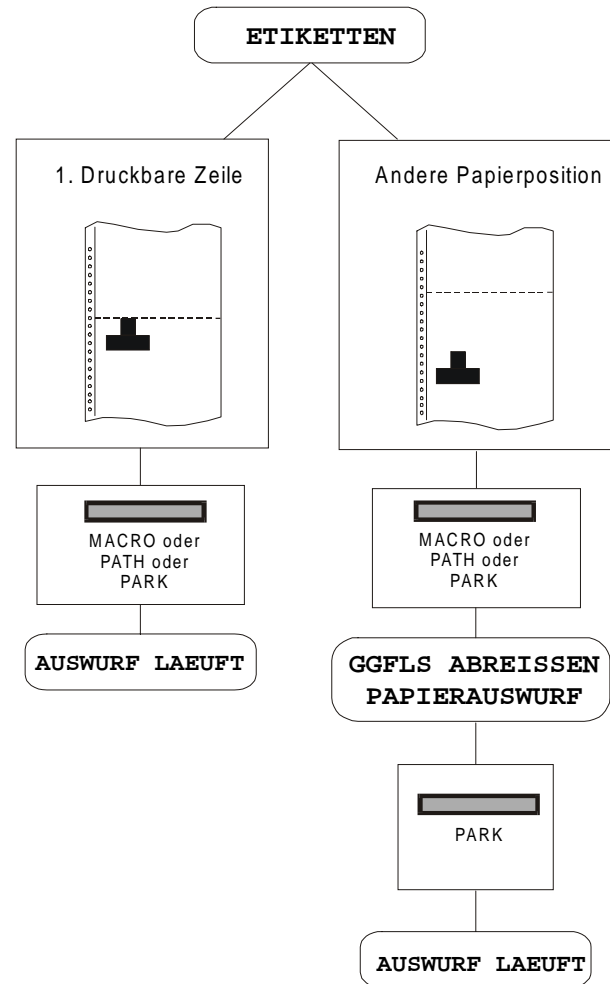 ETIKETTEN
1. Druckbare Zeile
Andere Papierposition
MACRO oder
PATH oder
PARK
MACRO oder
PATH oder
PARK
AUSWURF LAEUFT
GGFLS ABREISSEN
PAPIERAUSWURF
PARK
AUSWURF LAEUFT